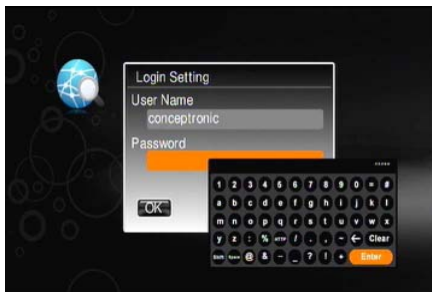 Login Setting
User Name
conceptronic
Password
OK
1 2 3 4 5 6 7 8 9 0 = #
a b c d e f g h i j k l
m n o p q r s t u v w x
y z : % HTTP / . , ~ ← Clear
Shift Space @ & - _ ? ! + Enter